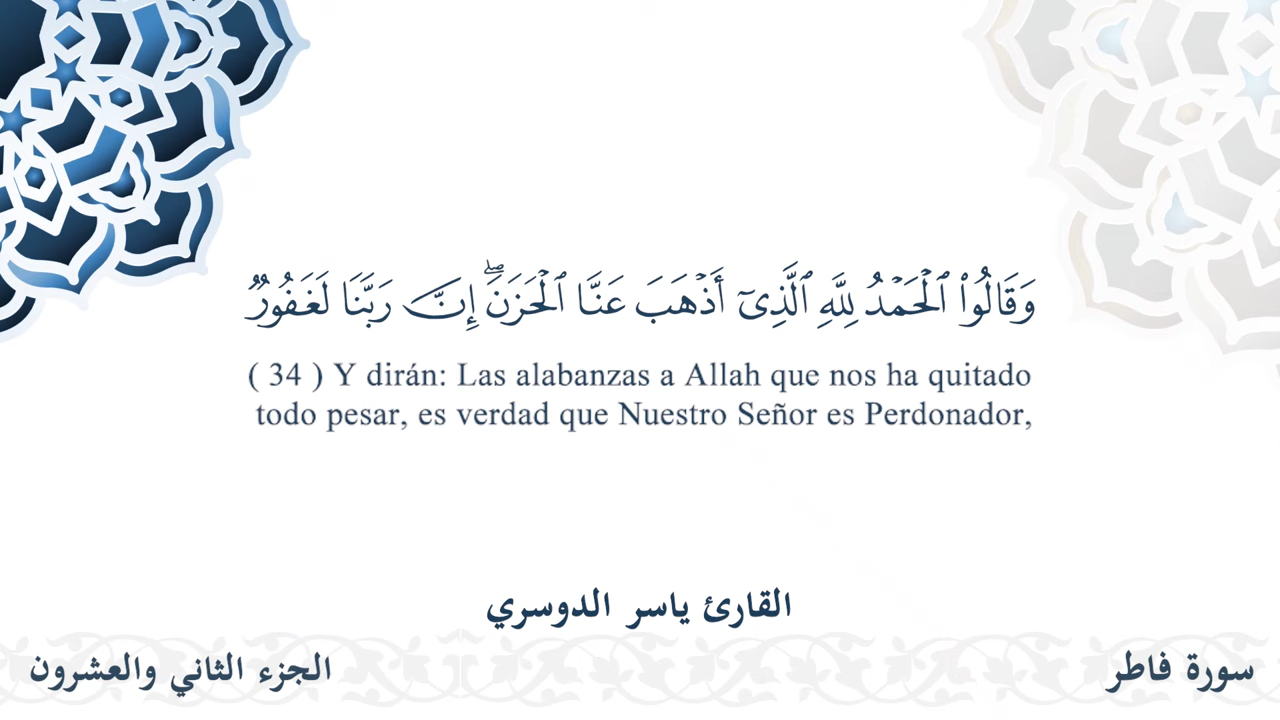 وَقَالُوا۟ ٱلْحَمْدُ لِلَّهِ ٱلَّذِىٓ أَذْهَبَ عَنَّا ٱلْحَزَنَ ۖ إِنَّ رَبَّنَا لَغَفُورٌ
( 34 ) Y dirán: Las alabanzas a Allah que nos ha quitado
todo pesar, es verdad que Nuestro Señor es Perdonador,
القارئ ياسر الدوسري
سورة فاطر
الجزء الثاني والعشرون